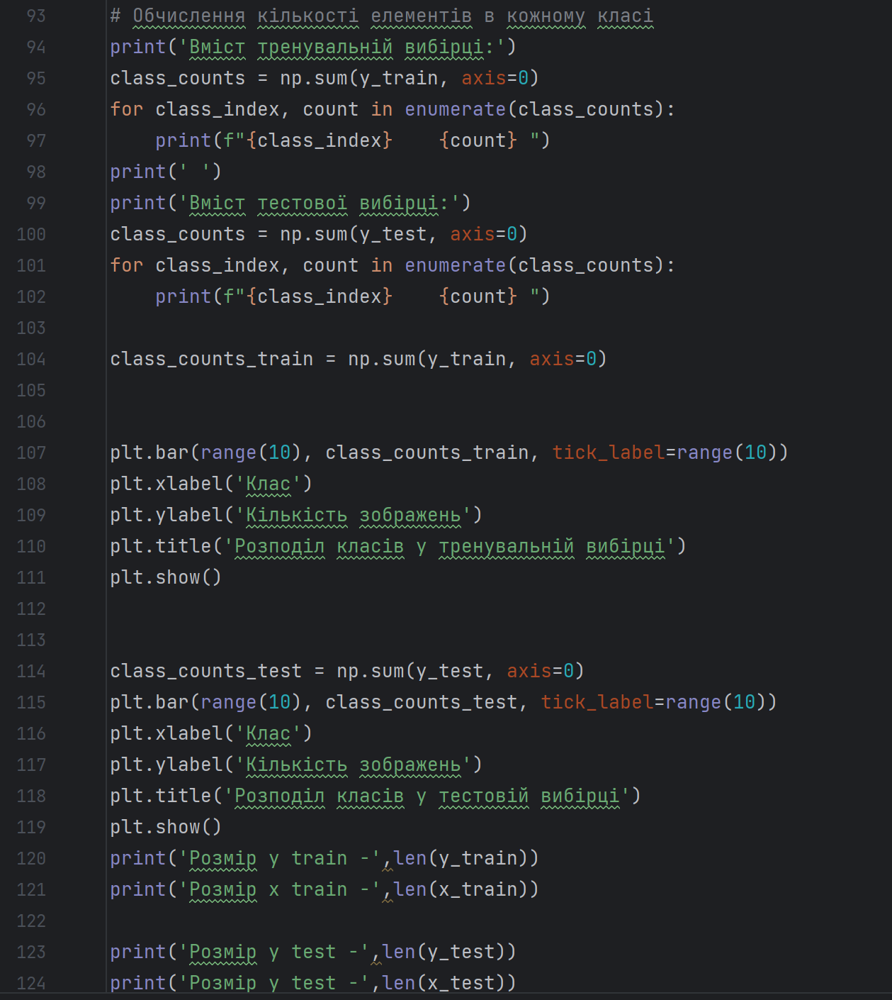 93 # Обчислення кількості елементів в кожному класі
94 print('Вміст тренувальній вибірці:')
95 class_counts = np.sum(y_train, axis=0)
96 for class_index, count in enumerate(class_counts):
97     print(f"{class_index}    {count} ")
98 print(' ')
99 print('Вміст тестової вибірці:')
100 class_counts = np.sum(y_test, axis=0)
101 for class_index, count in enumerate(class_counts):
102     print(f"{class_index}    {count} ")
103
104 class_counts_train = np.sum(y_train, axis=0)
105
106
107 plt.bar(range(10), class_counts_train, tick_label=range(10))
108 plt.xlabel('Клас')
109 plt.ylabel('Кількість зображень')
110 plt.title('Розподіл класів у тренувальній вибірці')
111 plt.show()
112
113
114 class_counts_test = np.sum(y_test, axis=0)
115 plt.bar(range(10), class_counts_test, tick_label=range(10))
116 plt.xlabel('Клас')
117 plt.ylabel('Кількість зображень')
118 plt.title('Розподіл класів у тестовій вибірці')
119 plt.show()
120 print('Розмір y train -',len(y_train))
121 print('Розмір x train -',len(x_train))
122
123 print('Розмір y test -',len(y_test))
124 print('Розмір y test -',len(x_test))